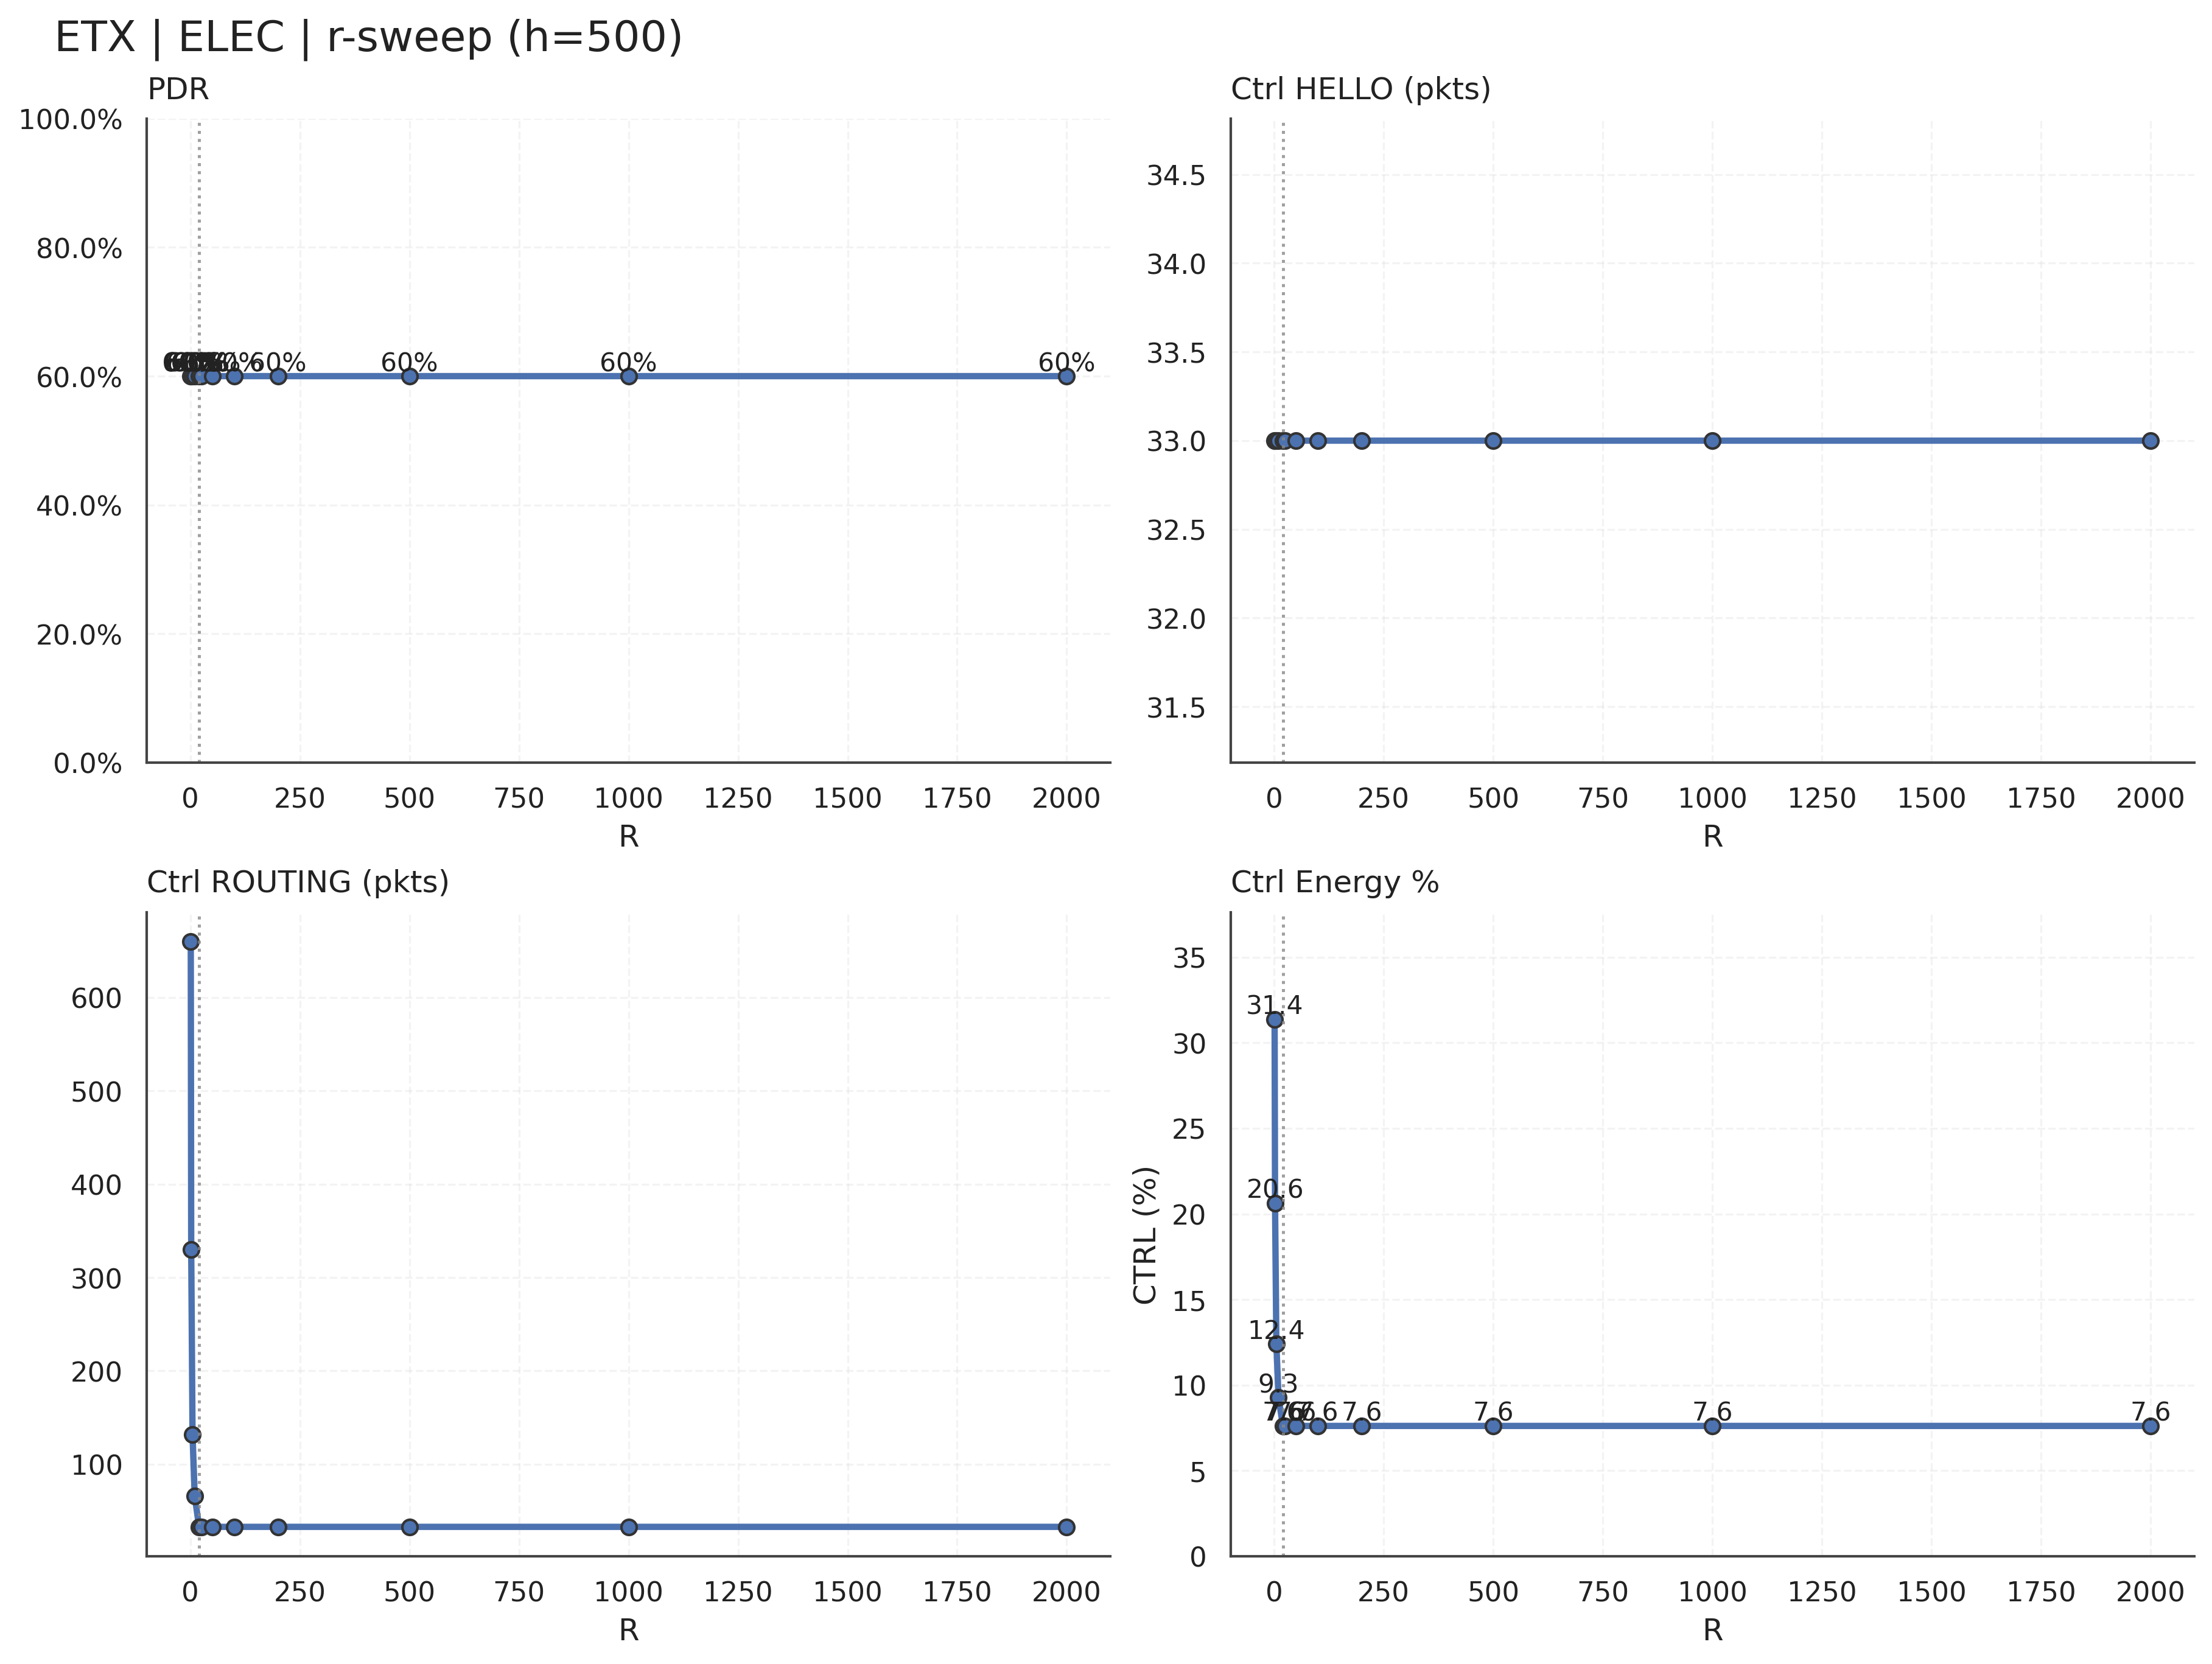 ETX | ELEC | r-sweep (h=500)
PDR
100.0%
80.0%
60.0%
40.0%
20.0%
0.0%
60% 60% 60% 60%
0 250 500 750 1000 1250 1500 1750 2000
R
Ctrl HELLO (pkts)
34.5
34.0
33.5
33.0
32.5
32.0
31.5
0 250 500 750 1000 1250 1500 1750 2000
R
Ctrl ROUTING (pkts)
600
500
400
300
200
100
0 250 500 750 1000 1250 1500 1750 2000
R
Ctrl Energy %
CTRL (%)
35
30
25
20
15
10
5
0
31.4
20.6
12.4
9.3
7.6 7.6 7.6 7.6
0 250 500 750 1000 1250 1500 1750 2000
R